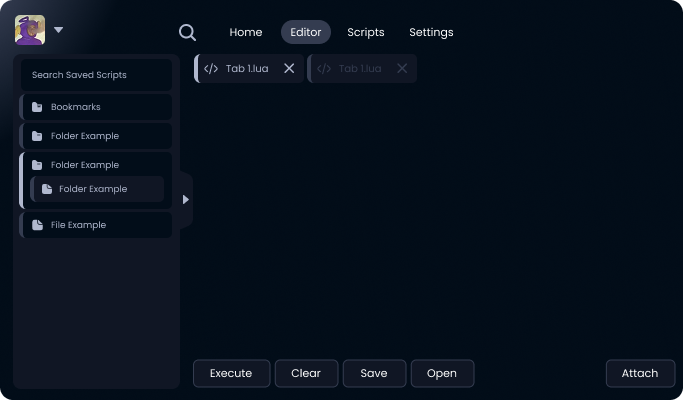 Home Editor Scripts Settings
Search Saved Scripts
Bookmarks
Folder Example
Folder Example
Folder Example
File Example
</> Tab 1.lua
</> Tab 1.lua
Execute Clear Save Open Attach